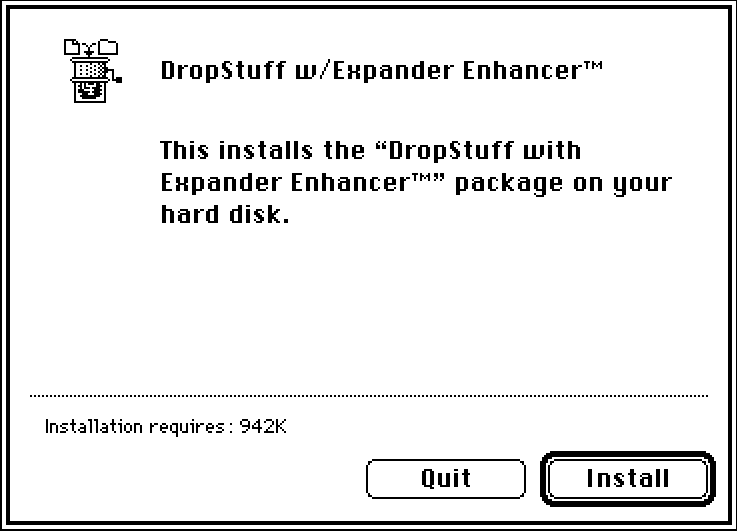 DropStuff w/Expander Enhancer™
This installs the “DropStuff with
Expander Enhancer™” package on your
hard disk.
Installation requires: 942K
Quit
Install